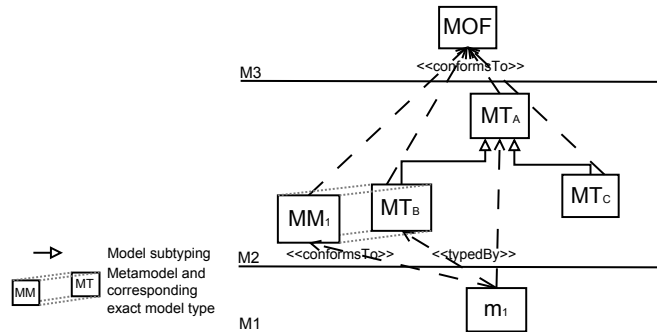 MOF
<<conformsTo>>
M3
MTA
MM1
MTB
MTC
Model subtyping
M2
<<conformsTo>>
<<typedBy>>
MM
MT
Metamodel and
corresponding
exact model type
m1
M1